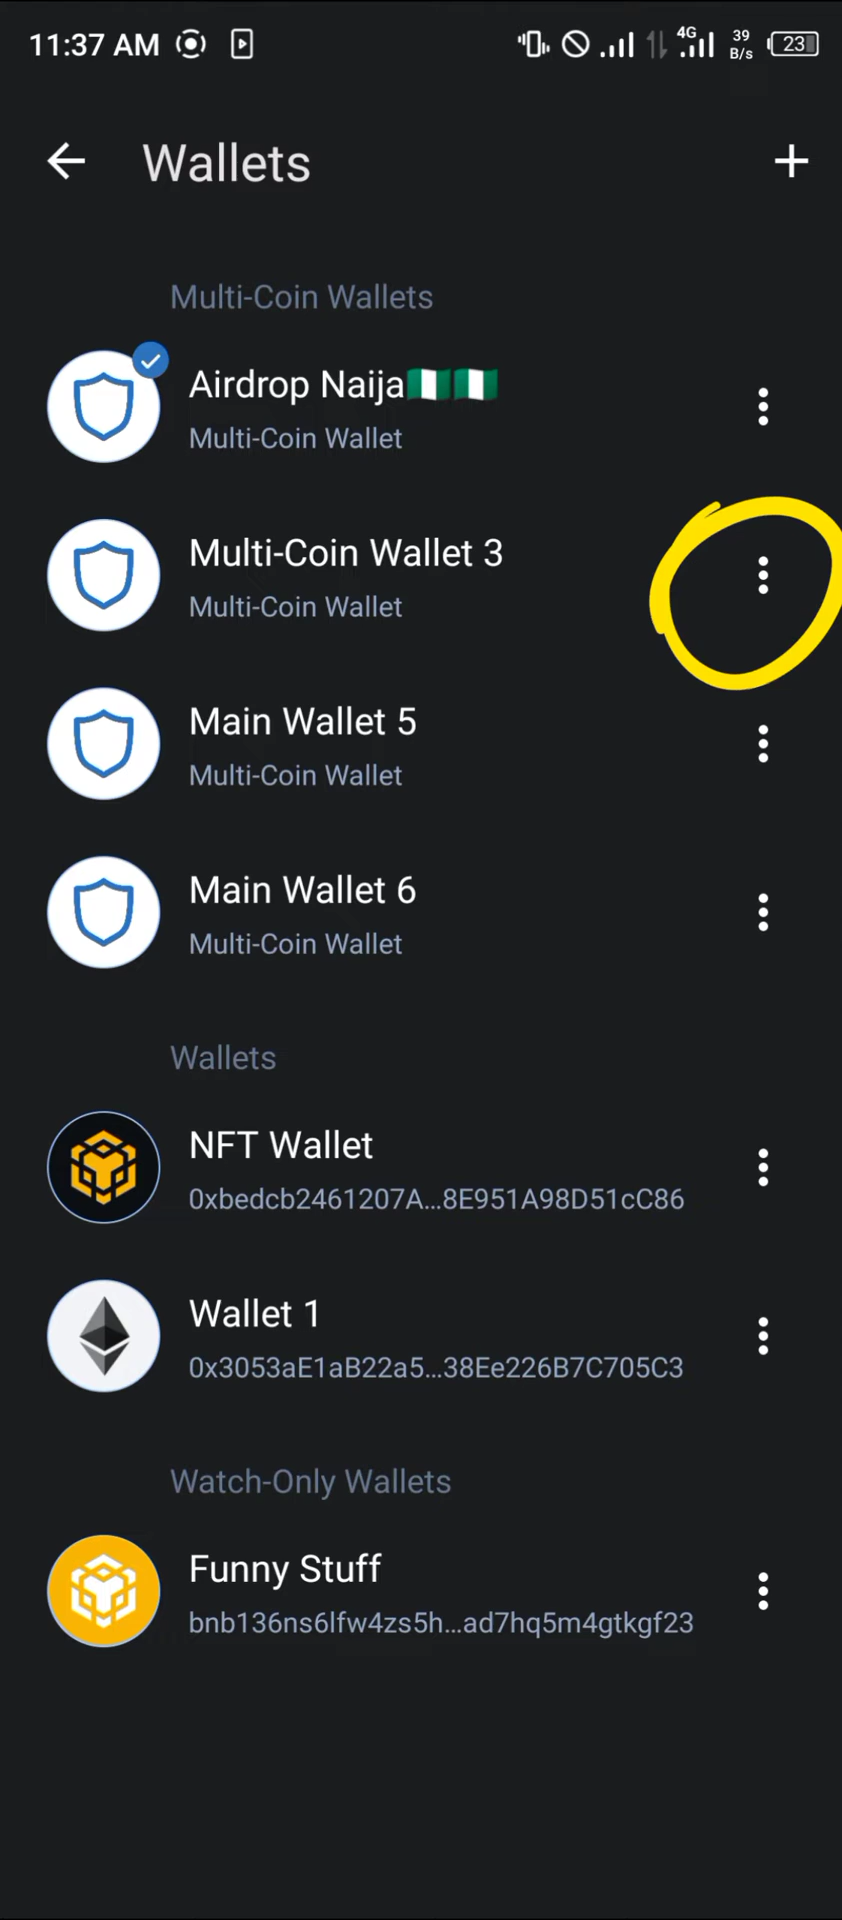 11:37 AM 4G 39 B/s 23
Wallets
Multi-Coin Wallets
Airdrop Naija🇳🇬🇳🇬
Multi-Coin Wallet
Multi-Coin Wallet 3
Multi-Coin Wallet
Main Wallet 5
Multi-Coin Wallet
Main Wallet 6
Multi-Coin Wallet
Wallets
NFT Wallet
0xbedcb2461207A...8E951A98D51cC86
Wallet 1
0x3053aE1aB22a5...38Ee226B7C705C3
Watch-Only Wallets
Funny Stuff
bnb136ns6lfw4zs5h...ad7hq5m4gtkgf23